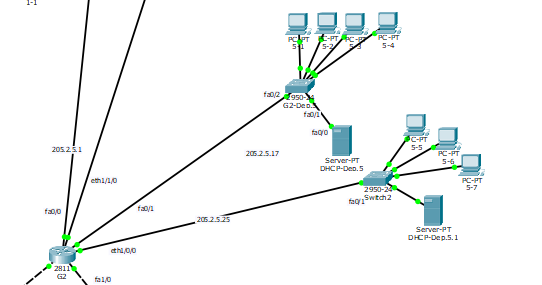 1-1
PC-PT
5-1
PC-PT
5-2
PC-PT
5-3
PC-PT
5-4
2950-24
G2-Dep.5
fa0/2
fa0/1
fa0/0
Server-PT
DHCP-Dep.5
205.2.5.1
205.2.5.17
eth1/1/0
PC-PT
5-5
PC-PT
5-6
PC-PT
5-7
2950-24
Switch2
fa0/1
fa0/0
fa0/1
205.2.5.25
Server-PT
DHCP-Dep.5.1
eth1/0/0
2811
G2
fa1/0